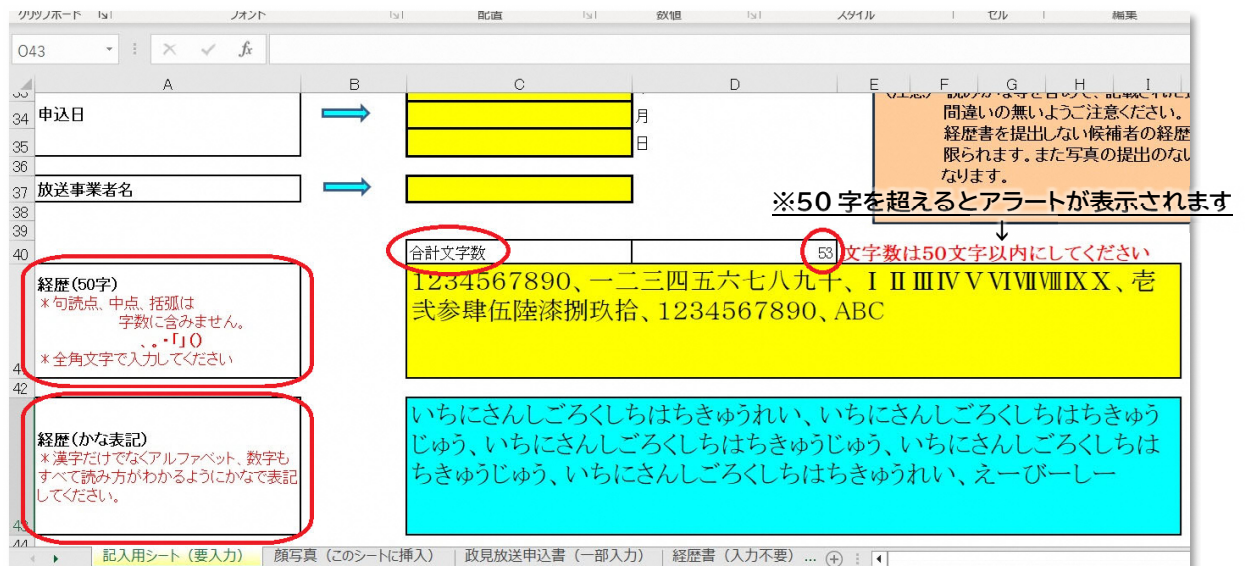 クリップボード
フォント
配置
数値
スタイル
セル
編集
O43
fx
A B C D E F G H I
34 申込日 月
35 日
間違いの無いようご注意ください。
経歴書を提出しない候補者の経歴
限られます。また写真の提出のない
なります。
36
37 放送事業者名
※50字を超えるとアラートが表示されます
38
39
↓
40 合計文字数 53 文字数は50文字以内にしてください
経歴(50字)
*句読点、中点、括弧は
字数に含みません。
、。・「」()
*全角文字で入力してください
1234567890、一二三四五六七八九十、ⅠⅡⅢⅣⅤⅥⅦⅧⅨⅩ、壱
弐参肆伍陸漆捌玖拾、1234567890、ABC
42
経歴(かな表記)
*漢字だけでなくアルファベット、数字も
すべて読み方がわかるようにかなで表記
してください。
いちにさんしごろくしちはちきゅうれい、いちにさんしごろくしちはちきゅう
じゅう、いちにさんしごろくしちはちきゅうじゅう、いちにさんしごろくしちは
ちきゅうじゅう、いちにさんしごろくしちはちきゅうれい、えーびーしー
記入用シート(要入力) 顔写真(このシートに挿入) 政見放送申込書(一部入力) 経歴書(入力不要) ...